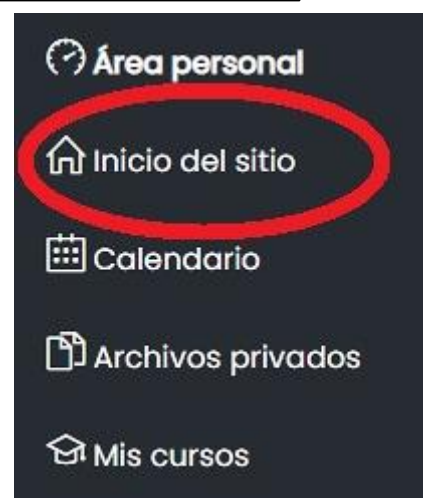 Área personal
Inicio del sitio
Calendario
Archivos privados
Mis cursos